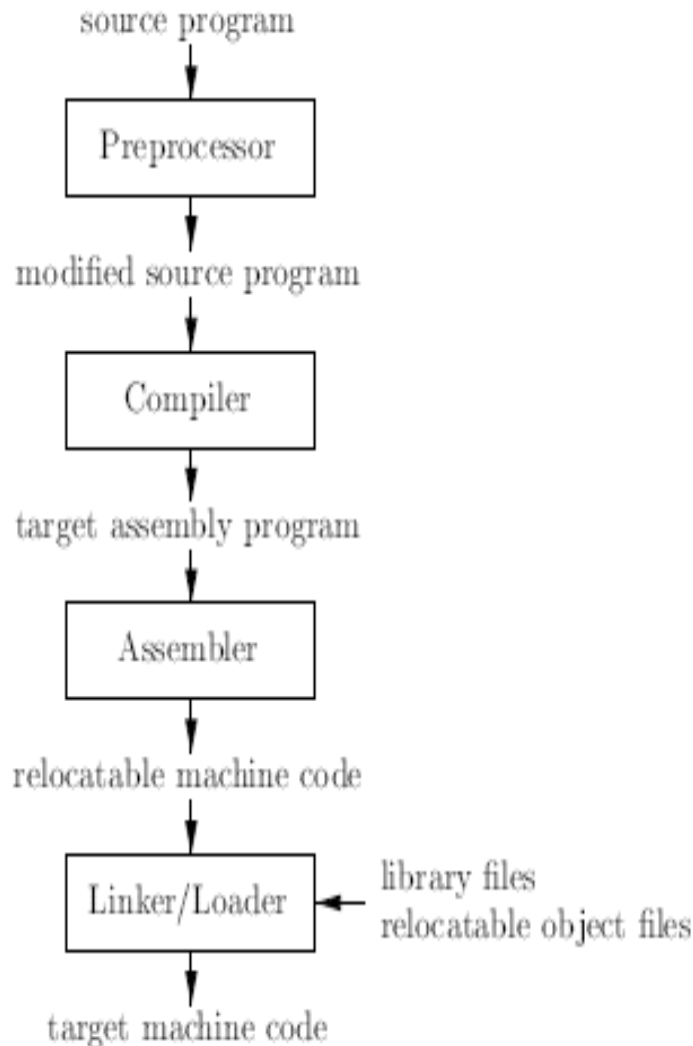 source program
Preprocessor
modified source program
Compiler
target assembly program
Assembler
relocatable machine code
Linker/Loader
library files
relocatable object files
target machine code